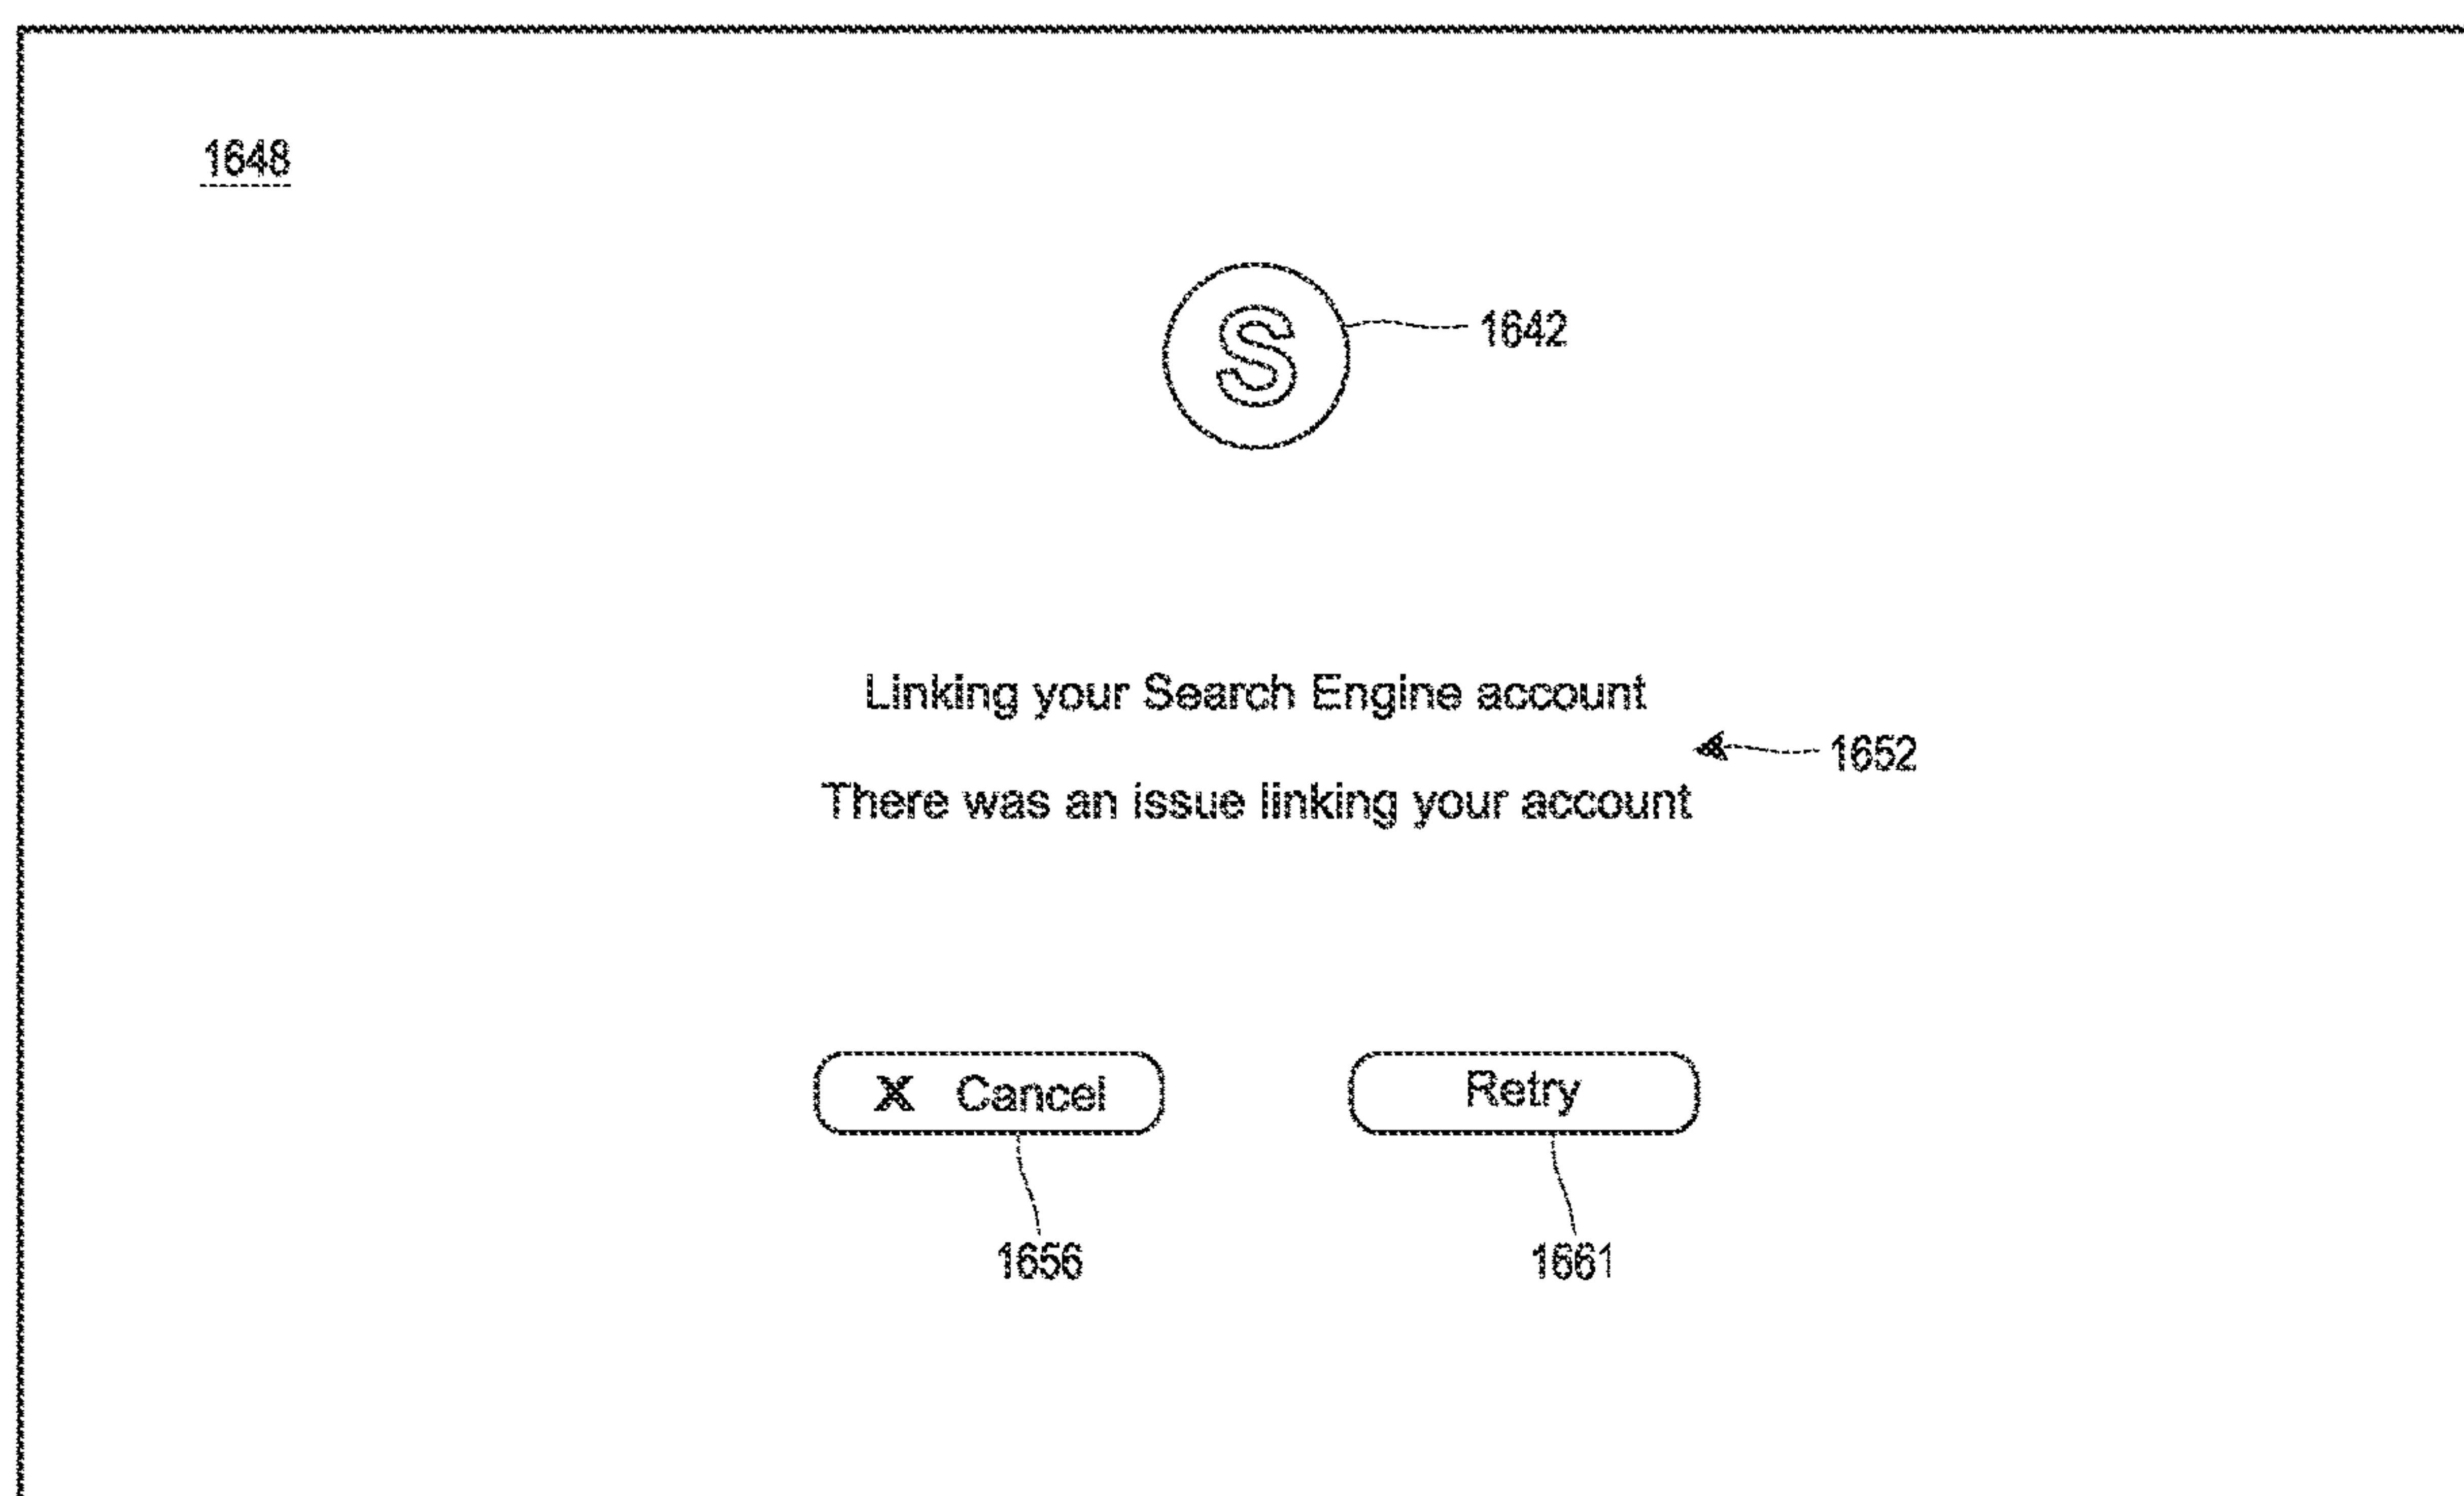 1648
S
1642
Linking your Search Engine account
1652
There was an issue linking your account
X Cancel
Retry
1656
1661